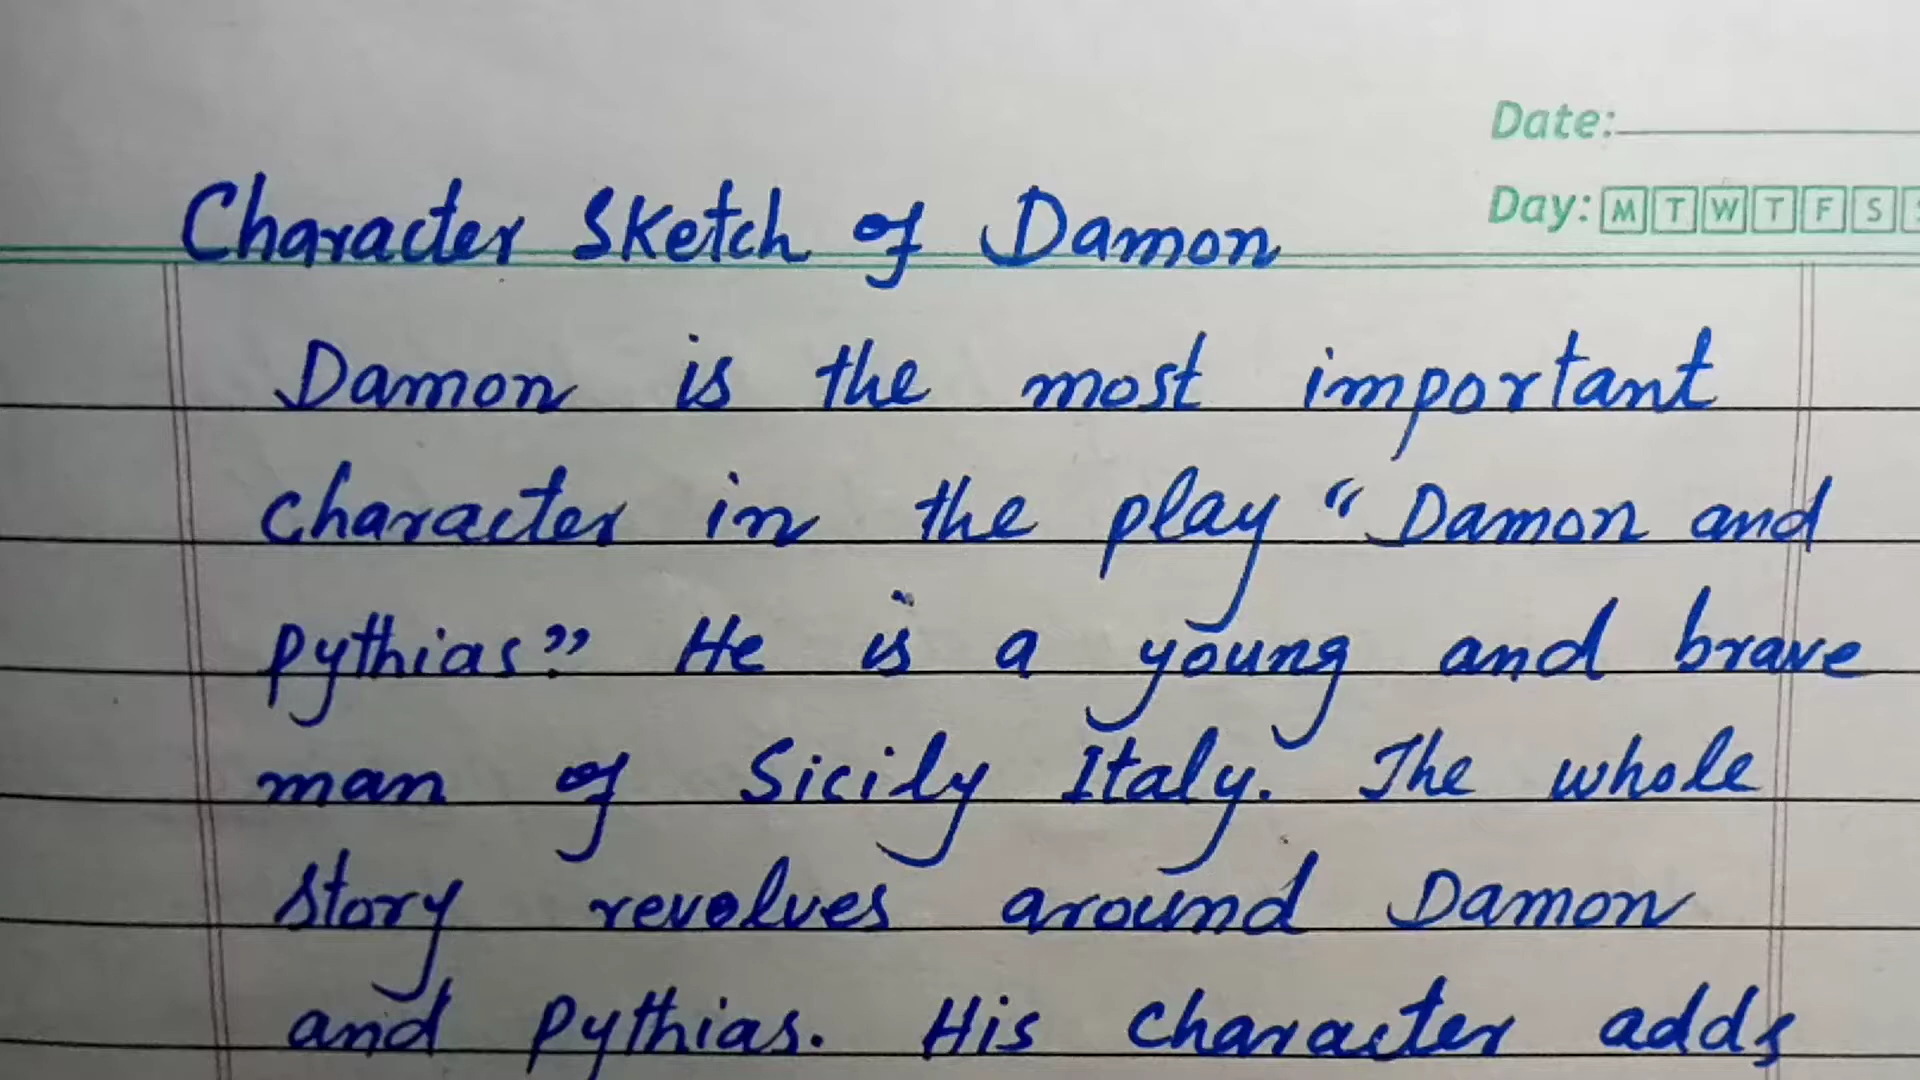 Date:
Character Sketch of Damon
Day: M T W T F S
Damon is the most important
character in the play “Damon and
pythias”. He is a young and brave
man of Sicily Italy. The whole
story revolves around Damon
and pythias. His character adds